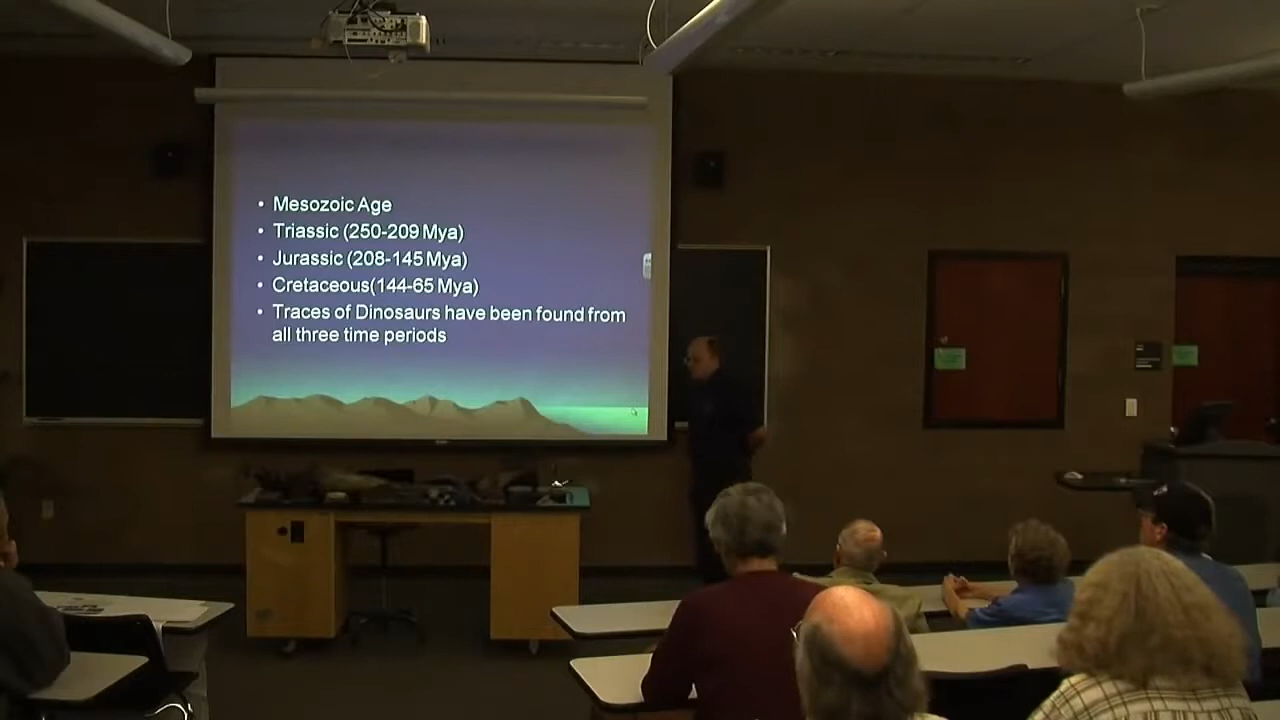 • Mesozoic Age
• Triassic (250-209 Mya)
• Jurassic (208-145 Mya)
• Cretaceous(144-65 Mya)
• Traces of Dinosaurs have been found from
all three time periods